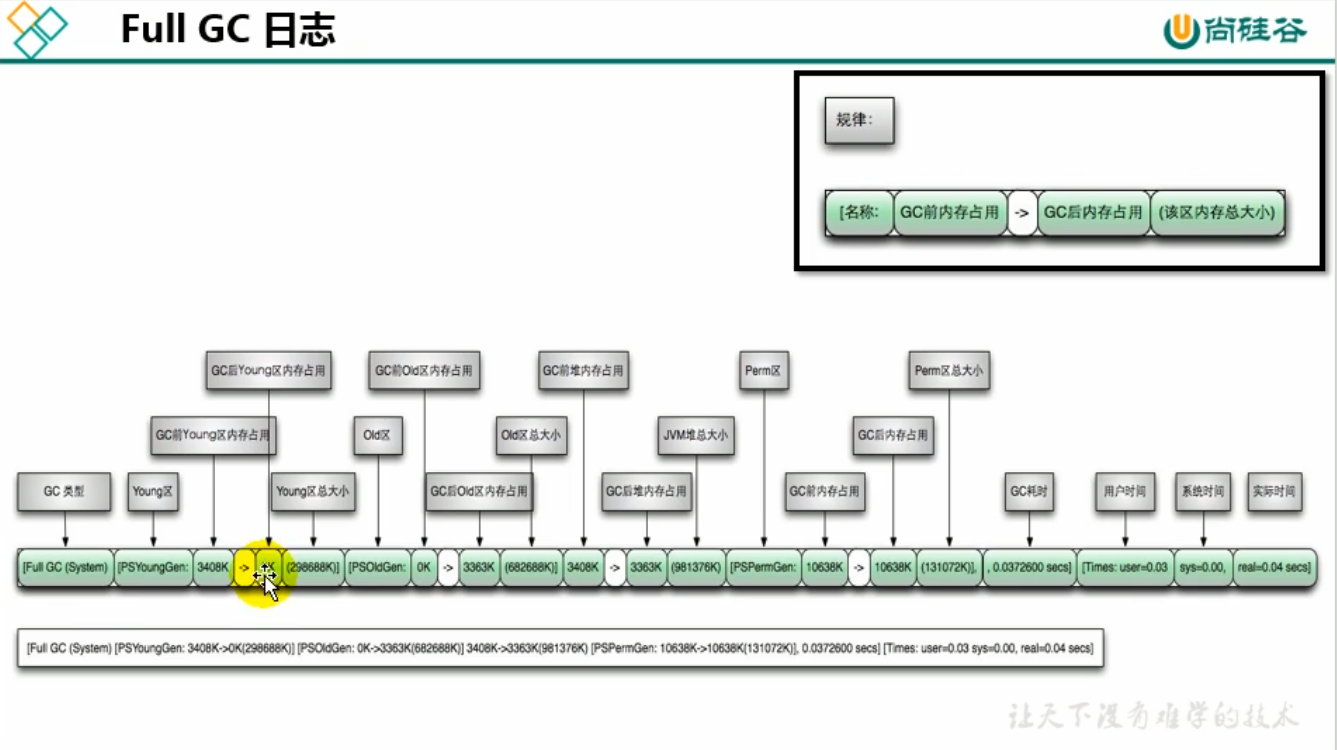 Full GC 日志
尚硅谷
规律:
[名称: GC前内存占用 -> GC后内存占用 (该区内存总大小)
GC后Young区内存占用 GC前Old区内存占用 GC前堆内存占用 Perm区 Perm区总大小
GC前Young区内存占用 Old区 Old区总大小 JVM堆总大小 GC后内存占用
GC 类型 Young区 Young区总大小 GC后Old区内存占用 GC后堆内存占用 GC前内存占用 GC耗时 用户时间 系统时间 实际时间
[Full GC (System) [PSYoungGen: 3408K -> (298688K)] [PSOldGen: 0K -> 3363K (682688K)] 3408K -> 3363K (981376K) [PSPermGen: 10638K -> 10638K (131072K)], , 0.0372600 secs] [Times: user=0.03 sys=0.00, real=0.04 secs]
[Full GC (System) [PSYoungGen: 3408K->0K(298688K)] [PSOldGen: 0K->3363K(682688K)] 3408K->3363K(981376K) [PSPermGen: 10638K->10638K(131072K)], 0.0372600 secs] [Times: user=0.03 sys=0.00, real=0.04 secs]
让天下没有难学的技术